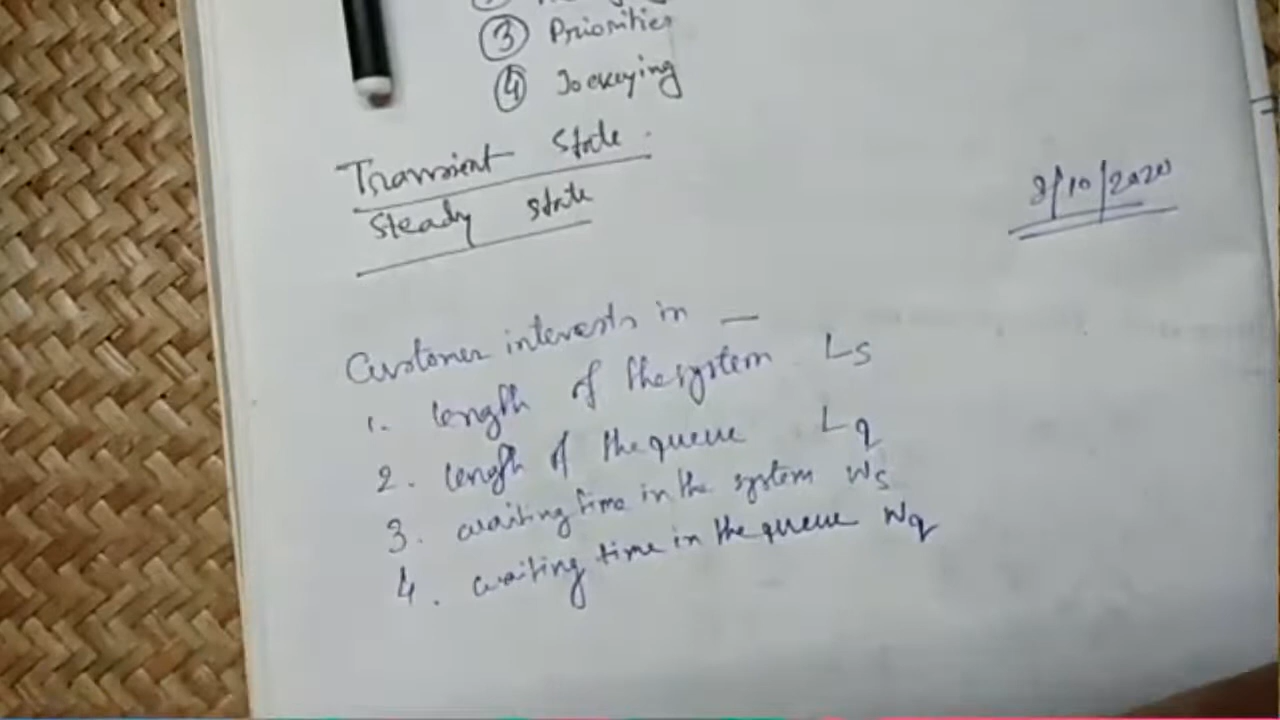 ③ Priorities
④ Jockeying
Transient state.
Steady state
8/10/2020
Customer interests in —
1. length of the system Ls
2. length of the queue Lq
3. waiting time in the system Ws
4. waiting time in the queue Wq